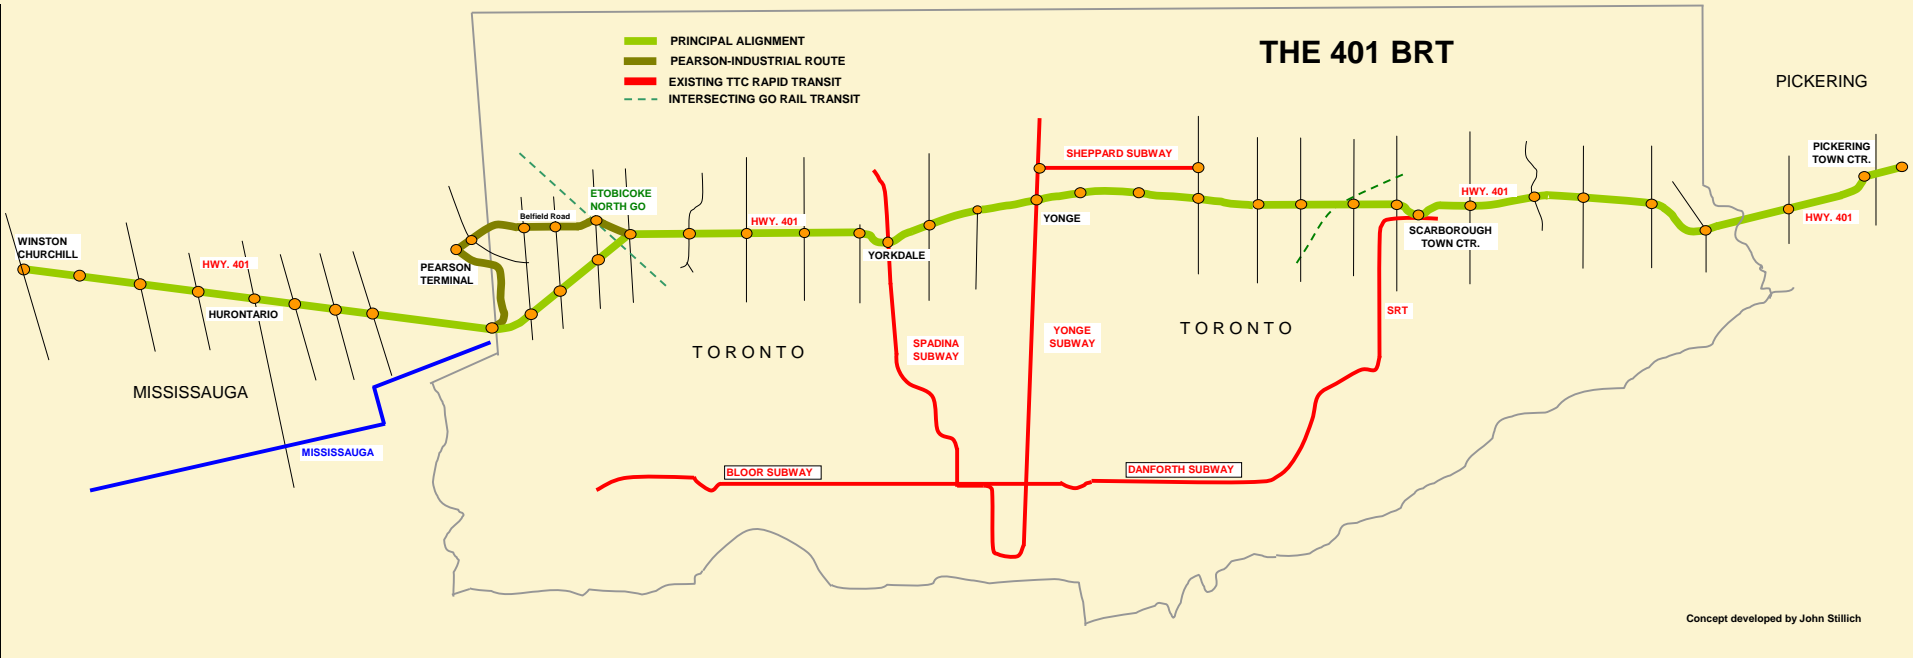 PRINCIPAL ALIGNMENT
PEARSON-INDUSTRIAL ROUTE
EXISTING TTC RAPID TRANSIT
INTERSECTING GO RAIL TRANSIT
THE 401 BRT
PICKERING
PICKERING
TOWN CTR.
SHEPPARD SUBWAY
ETOBICOKE
NORTH GO
HWY. 401
Belfield Road
HWY. 401
YONGE
HWY. 401
SCARBOROUGH
TOWN CTR.
WINSTON
CHURCHILL
HWY. 401
PEARSON
TERMINAL
YORKDALE
HURONTARIO
SRT
TORONTO
YONGE
SUBWAY
SPADINA
SUBWAY
TORONTO
MISSISSAUGA
MISSISSAUGA
BLOOR SUBWAY
DANFORTH SUBWAY
Concept developed by John Stillich